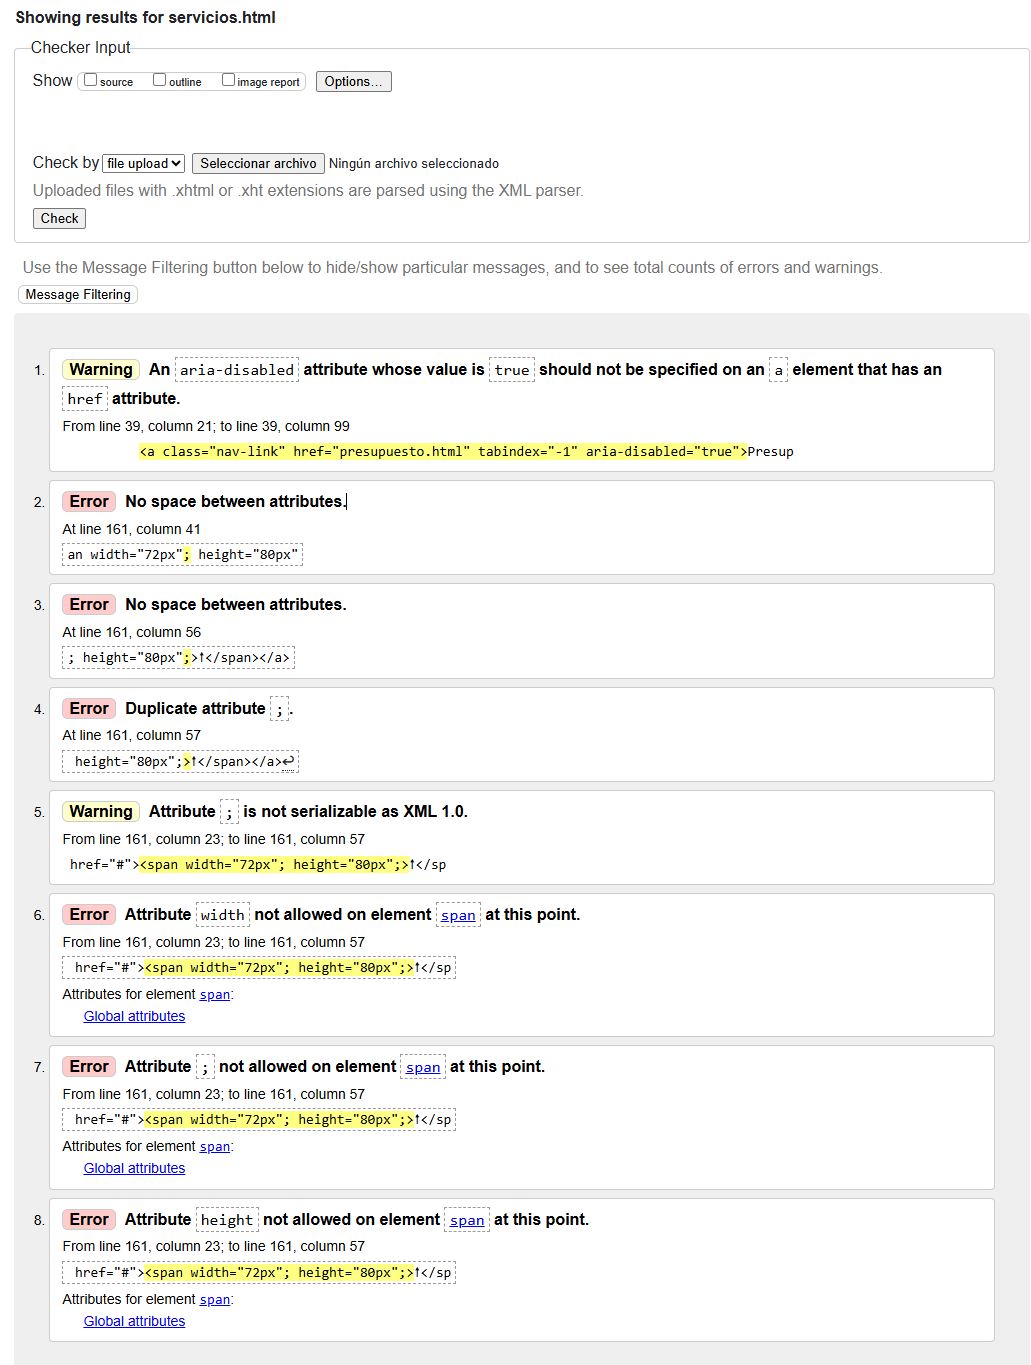 Showing results for servicios.html
Checker Input
Show source outline image report Options...
Check by file upload Seleccionar archivo Ningún archivo seleccionado
Uploaded files with .xhtml or .xht extensions are parsed using the XML parser.
Check
Use the Message Filtering button below to hide/show particular messages, and to see total counts of errors and warnings.
Message Filtering
1. Warning An aria-disabled attribute whose value is true should not be specified on an a element that has an
href attribute.
From line 39, column 21; to line 39, column 99
<a class="nav-link" href="presupuesto.html" tabindex="-1" aria-disabled="true">Presup
2. Error No space between attributes.
At line 161, column 41
an width="72px"; height="80px"
3. Error No space between attributes.
At line 161, column 56
; height="80px";>↑</span></a>
4. Error Duplicate attribute ;.
At line 161, column 57
height="80px";>↑</span></a>↩
5. Warning Attribute ; is not serializable as XML 1.0.
From line 161, column 23; to line 161, column 57
href="#"><span width="72px"; height="80px";>↑</sp
6. Error Attribute width not allowed on element span at this point.
From line 161, column 23; to line 161, column 57
href="#"><span width="72px"; height="80px";>↑</sp
Attributes for element span:
Global attributes
7. Error Attribute ; not allowed on element span at this point.
From line 161, column 23; to line 161, column 57
href="#"><span width="72px"; height="80px";>↑</sp
Attributes for element span:
Global attributes
8. Error Attribute height not allowed on element span at this point.
From line 161, column 23; to line 161, column 57
href="#"><span width="72px"; height="80px";>↑</sp
Attributes for element span:
Global attributes